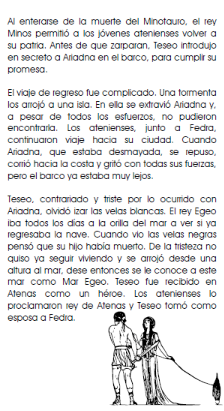 Al enterarse de la muerte del Minotauro, el rey
Minos permitió a los jóvenes atenienses volver a
su patria. Antes de que zarparan, Teseo introdujo
en secreto a Ariadna en el barco, para cumplir su
promesa.
El viaje de regreso fue complicado. Una tormenta
los arrojó a una isla. En ella se extravió Ariadna y,
a pesar de todos los esfuerzos, no pudieron
encontrarla. Los atenienses, junto a Fedra,
continuaron viaje hacia su ciudad. Cuando
Ariadna, que estaba desmayada, se repuso,
corrió hacia la costa y gritó con todas sus fuerzas,
pero el barco ya estaba muy lejos.
Teseo, contrariado y triste por lo ocurrido con
Ariadna, olvidó izar las velas blancas. El rey Egeo
iba todos los días a la orilla del mar a ver si ya
regresaba la nave. Cuando vio las velas negras
pensó que su hijo había muerto. De la tristeza no
quiso ya seguir viviendo y se arrojó desde una
altura al mar, dese entonces se le conoce a este
mar como Mar Egeo. Teseo fue recibido en
Atenas como un héroe. Los atenienses lo
proclamaron rey de Atenas y Teseo tomó como
esposa a Fedra.